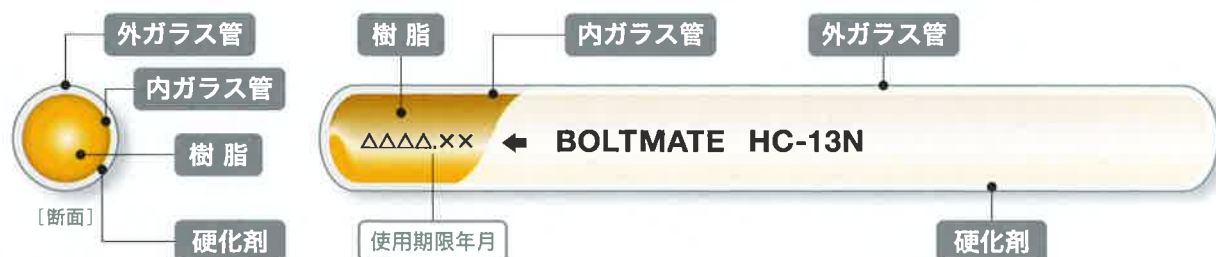 外ガラス管
内ガラス管
樹脂
硬化剤
[断面]
樹脂
内ガラス管
外ガラス管
△△△△.×× ← BOLTMATE HC-13N
使用期限年月
硬化剤